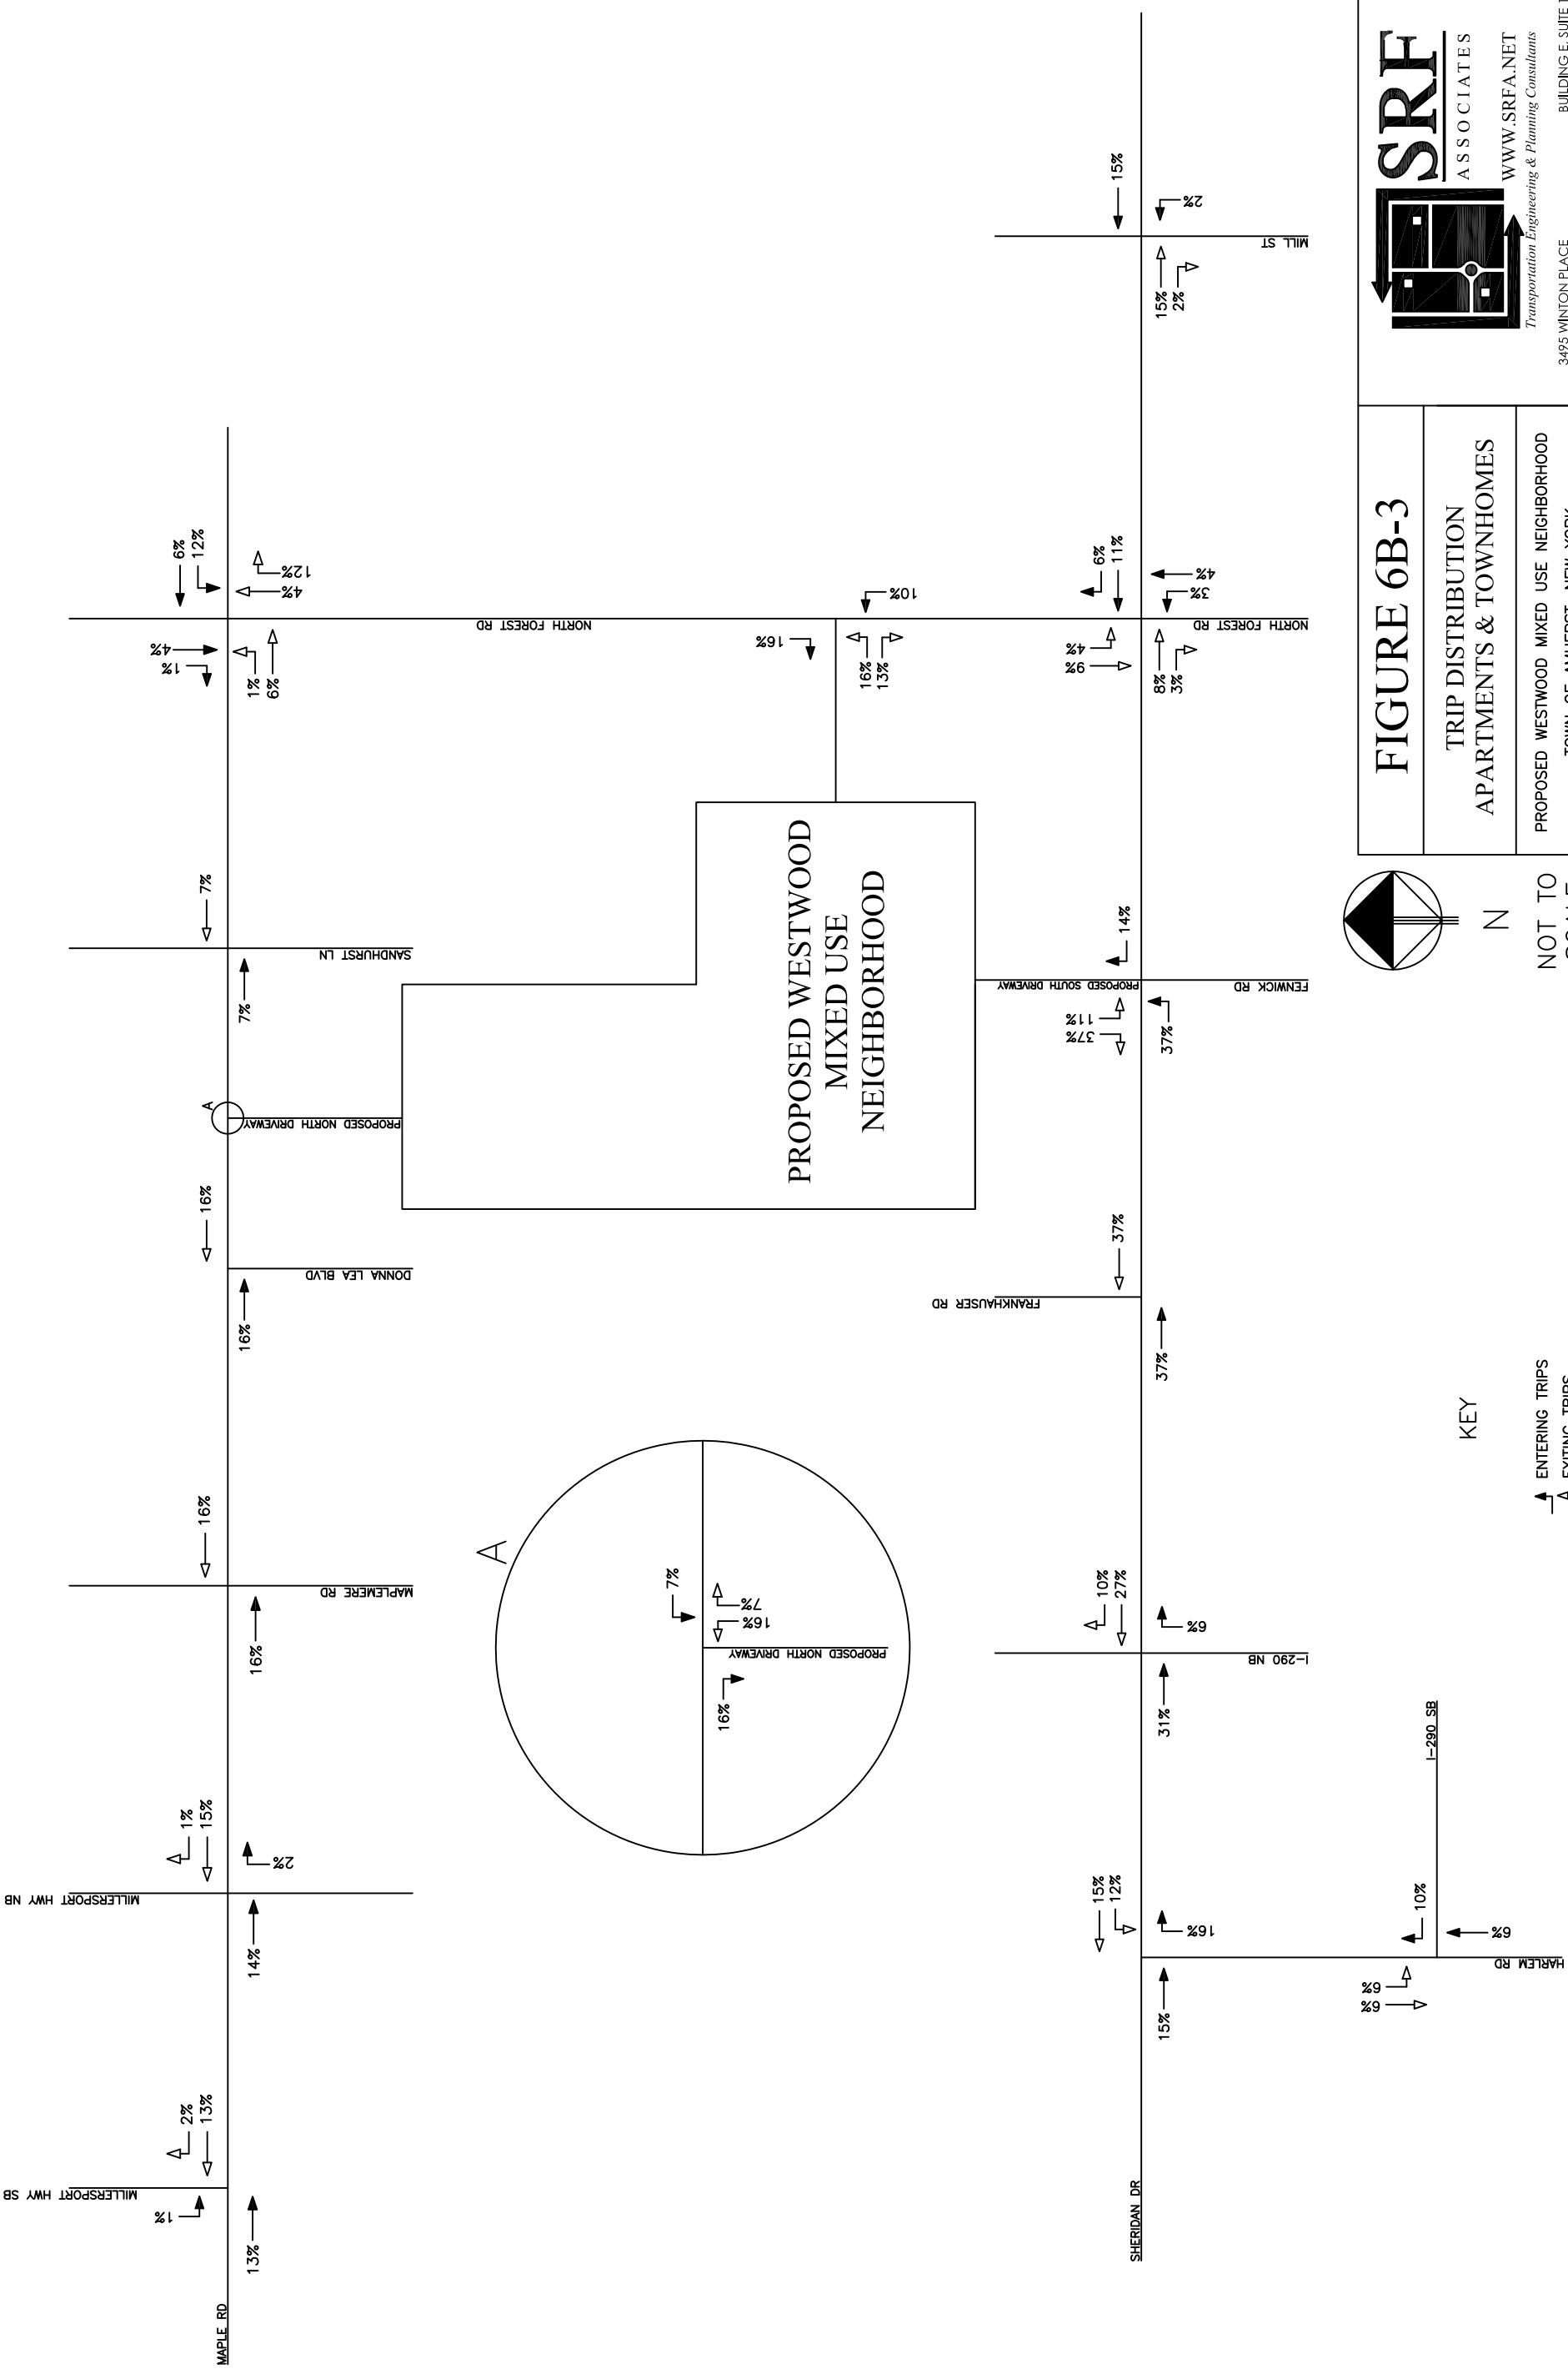 MAPLE RD
MILLERSPORT HWY SB
1%
13%
2%
13%
MILLERSPORT HWY NB
14%
1%
15%
2%
MAPLEMERE RD
16%
16%
DONNA LEA BLVD
16%
16%
A
PROPOSED NORTH DRIVEWAY
SANDHURST LN
7%
7%
1%
4%
1%
6%
6%
12%
4%
12%
NORTH FOREST RD
16%
16%
13%
10%
A
7%
16%
7%
16%
PROPOSED NORTH DRIVEWAY
PROPOSED WESTWOOD
MIXED USE
NEIGHBORHOOD
SHERIDAN DR
15%
15%
12%
16%
HARLEM RD
6%
6%
10%
6%
I-290 SB
I-290 NB
31%
10%
27%
6%
FRANKHAUSER RD
37%
37%
PROPOSED SOUTH DRIVEWAY
FENWICK RD
37%
11%
37%
14%
NORTH FOREST RD
9%
4%
8%
3%
6%
11%
3%
4%
MILL ST
15%
2%
15%
2%
KEY
ENTERING TRIPS
EXITING TRIPS
N
NOT TO
SCALE
FIGURE 6B-3
TRIP DISTRIBUTION
APARTMENTS & TOWNHOMES
PROPOSED WESTWOOD MIXED USE NEIGHBORHOOD
TOWN OF AMHERST, NEW YORK
SRF
ASSOCIATES
WWW.SRFA.NET
Transportation Engineering & Planning Consultants
3495 WINTON PLACE
BUILDING E, SUITE